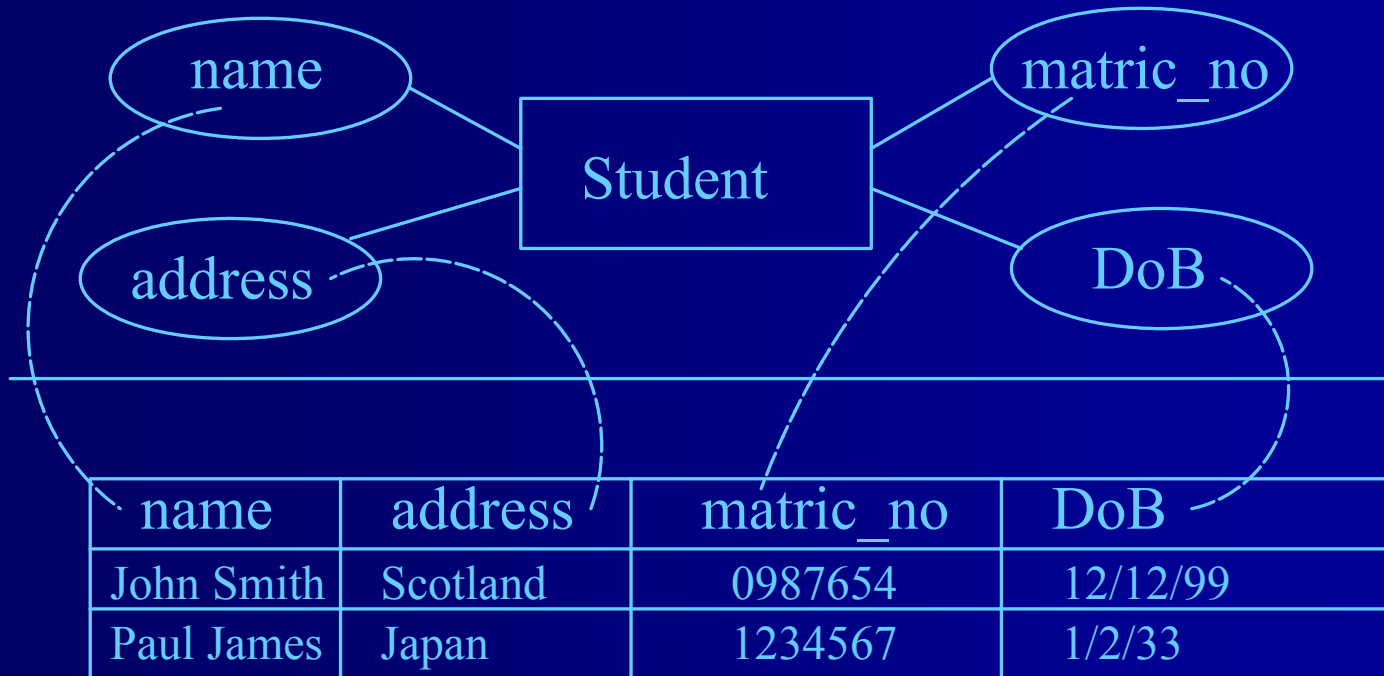 name
matric_no
Student
address
DoB
name address matric_no DoB
John Smith Scotland 0987654 12/12/99
Paul James Japan 1234567 1/2/33